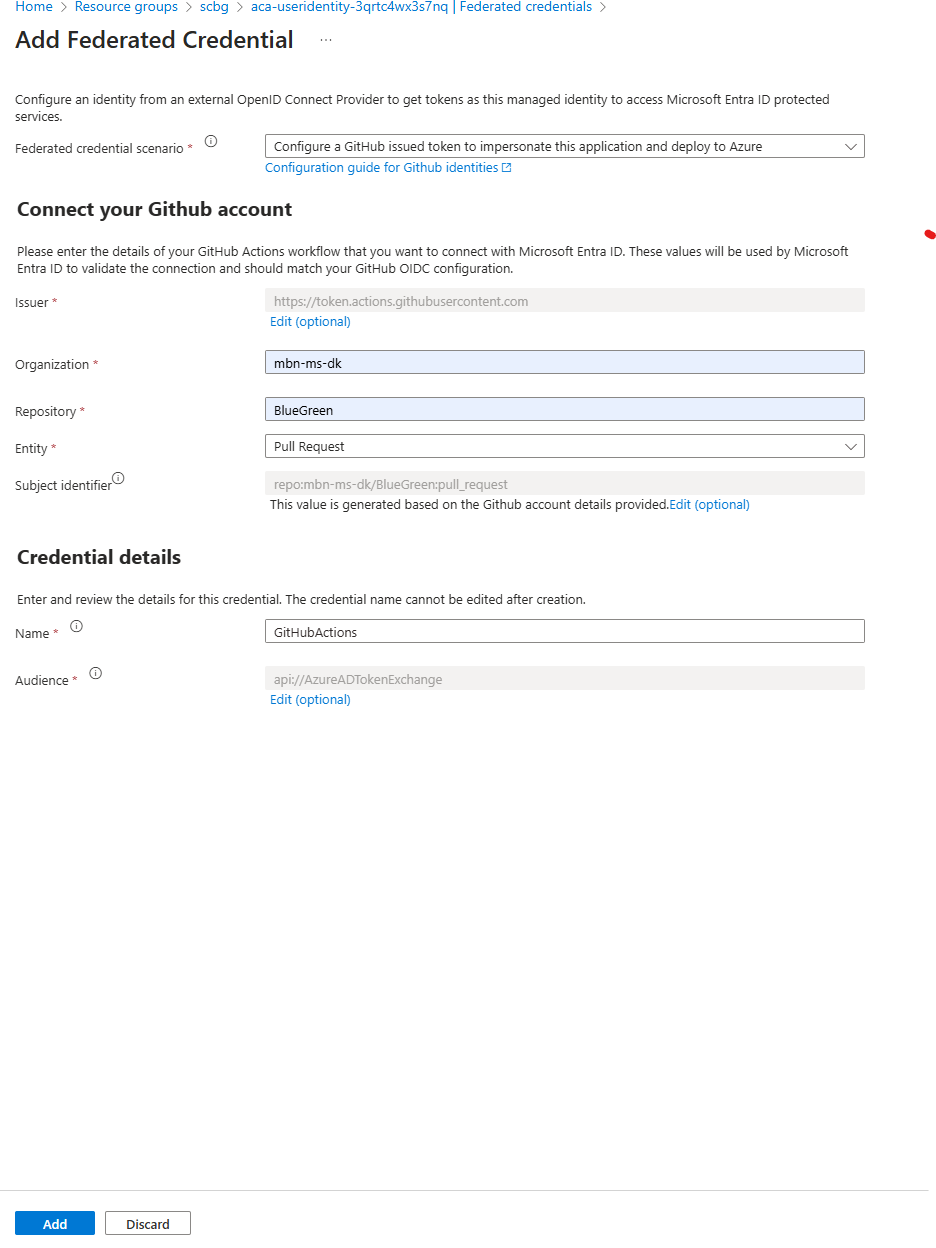 Home > Resource groups > scbg > aca-useridentity-3qrtc4wx3s7nq | Federated credentials >
Add Federated Credential ...
Configure an identity from an external OpenID Connect Provider to get tokens as this managed identity to access Microsoft Entra ID protected
services.
Federated credential scenario *
Configure a GitHub issued token to impersonate this application and deploy to Azure
Configuration guide for Github identities
Connect your Github account
Please enter the details of your GitHub Actions workflow that you want to connect with Microsoft Entra ID. These values will be used by Microsoft
Entra ID to validate the connection and should match your GitHub OIDC configuration.
Issuer *
https://token.actions.githubusercontent.com
Edit (optional)
Organization *
mbn-ms-dk
Repository *
BlueGreen
Entity *
Pull Request
Subject identifier
repo:mbn-ms-dk/BlueGreen:pull_request
This value is generated based on the Github account details provided.Edit (optional)
Credential details
Enter and review the details for this credential. The credential name cannot be edited after creation.
Name *
GitHubActions
Audience *
api://AzureADTokenExchange
Edit (optional)
Add
Discard